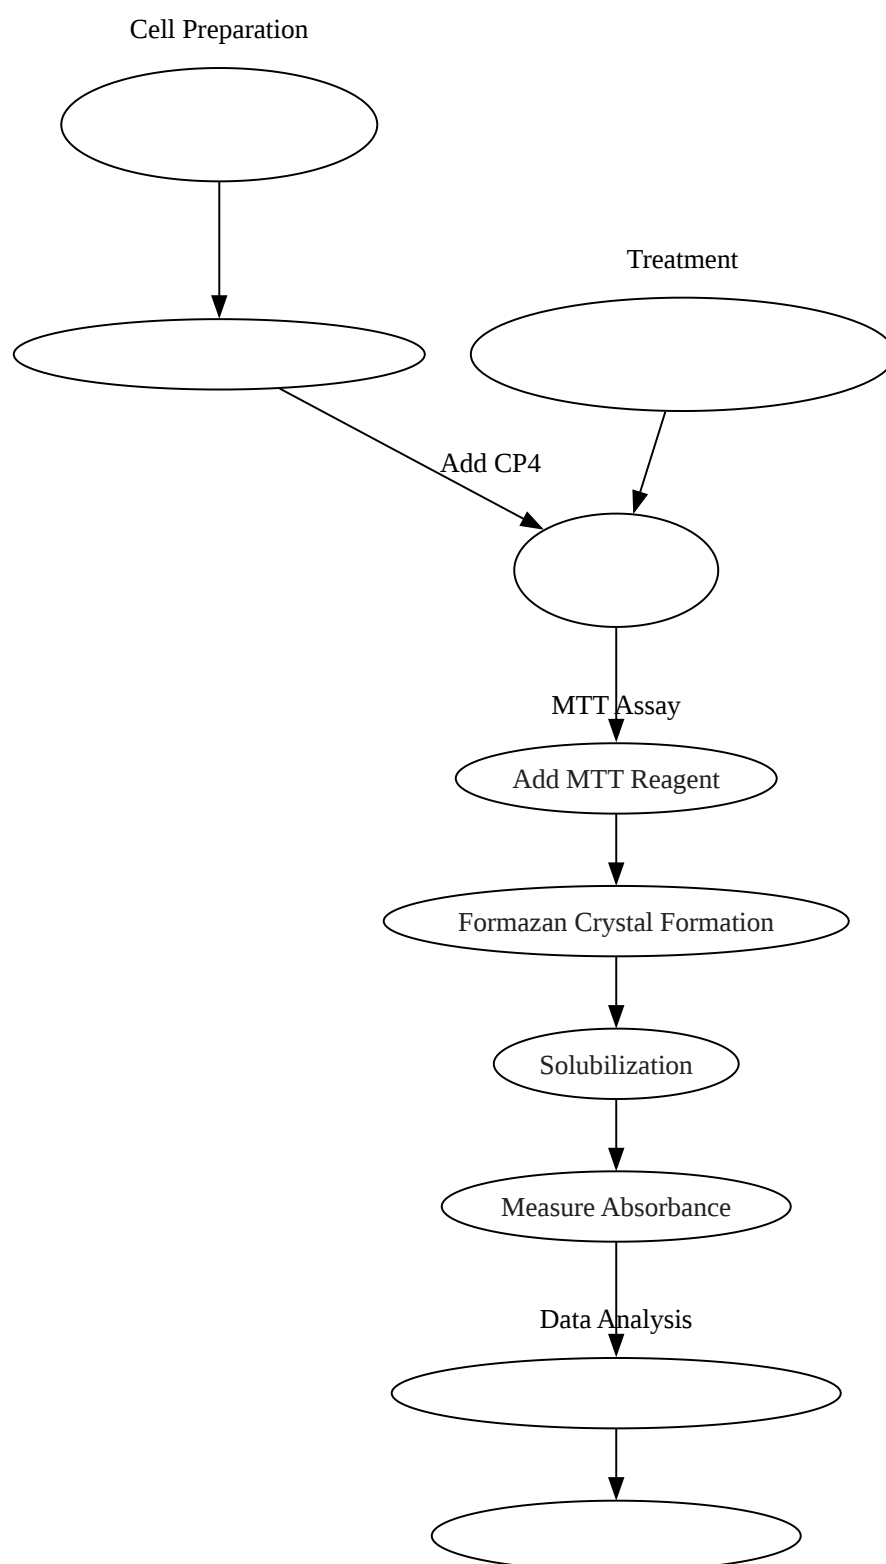 Cell Preparation
Treatment
Add CP4
MTT Assay
Add MTT Reagent
Formazan Crystal Formation
Solubilization
Measure Absorbance
Data Analysis